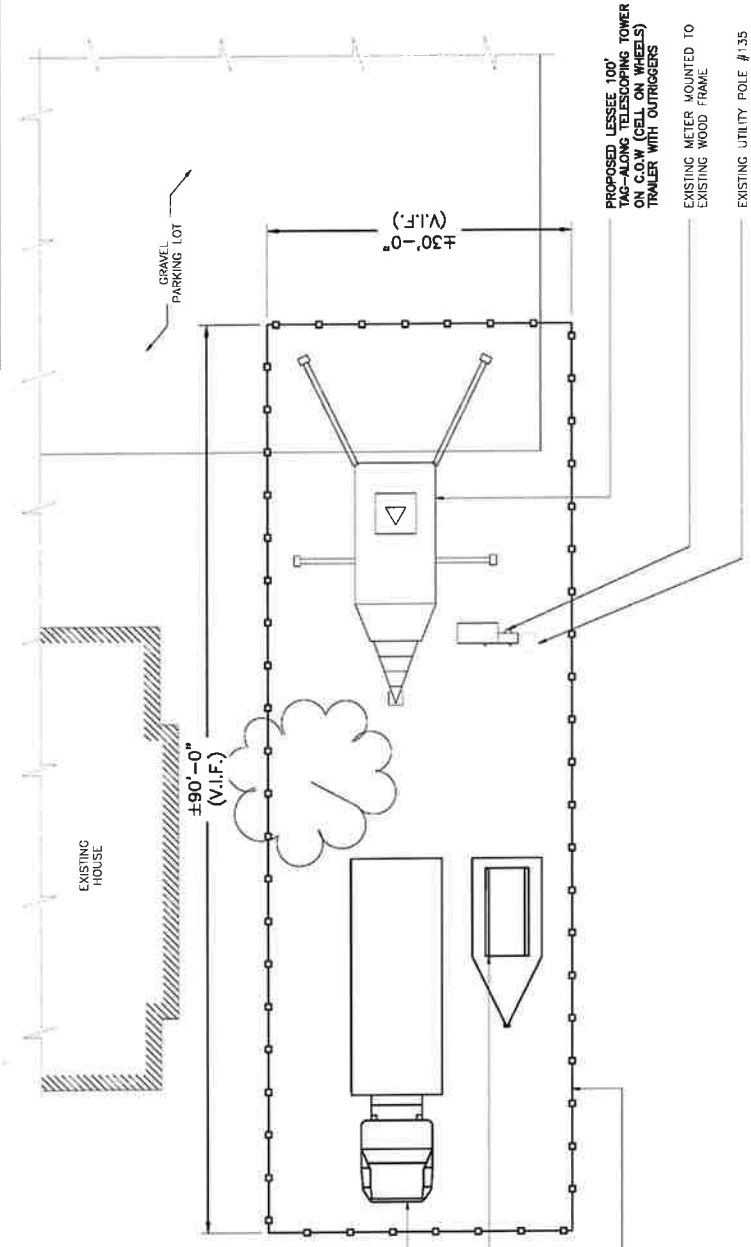 GRAVEL
PARKING LOT
±30'-0"
(V.I.F.)
EXISTING
HOUSE
±90'-0"
(V.I.F.)
PROPOSED LESSEE 100'
TAG-ALONG TELESCOPING TOWER
ON C.O.W (CELL ON WHEELS)
TRAILER WITH OUTRIGGERS
EXISTING METER MOUNTED TO
EXISTING WOOD FRAME
EXISTING UTILITY POLE #135